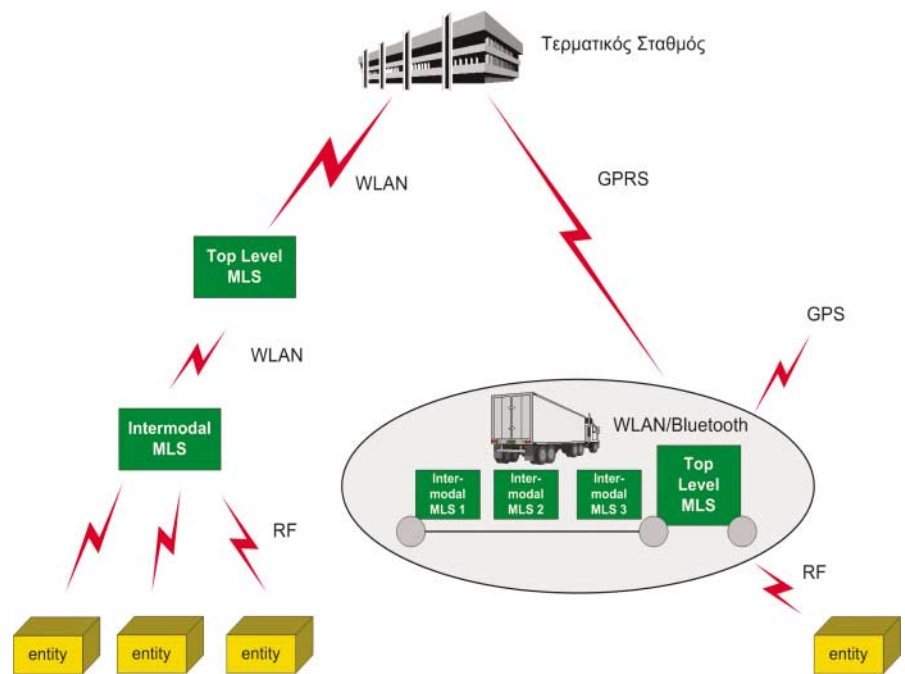 Τερματικός Σταθμός
WLAN
GPRS
Top Level
MLS
GPS
WLAN
Intermodal
MLS
WLAN/Bluetooth
Inter-
modal
MLS 1
Inter-
modal
MLS 2
Inter-
modal
MLS 3
Top
Level
MLS
RF
RF
entity
entity
entity
entity